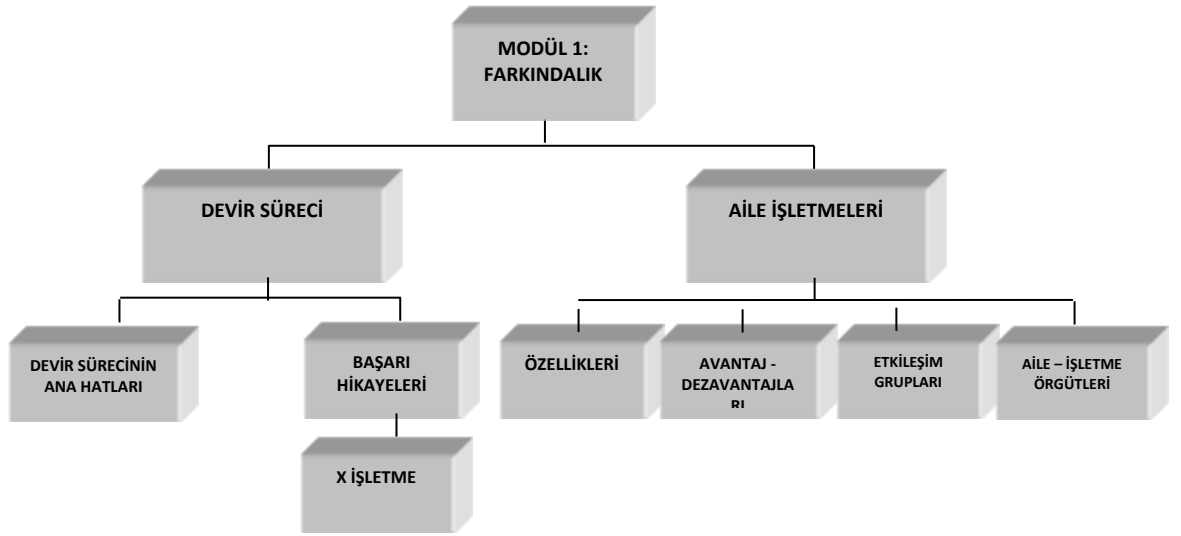 MODÜL 1:
FARKINDALIK
DEVİR SÜRECİ
AİLE İŞLETMELERİ
DEVİR SÜRECİNİN
ANA HATLARI
BAŞARI
HİKAYELERİ
ÖZELLİKLERİ
AVANTAJ -
DEZAVANTAJLA
RI
ETKİLEŞİM
GRUPLARI
AİLE – İŞLETME
ÖRGÜTLERİ
X İŞLETME